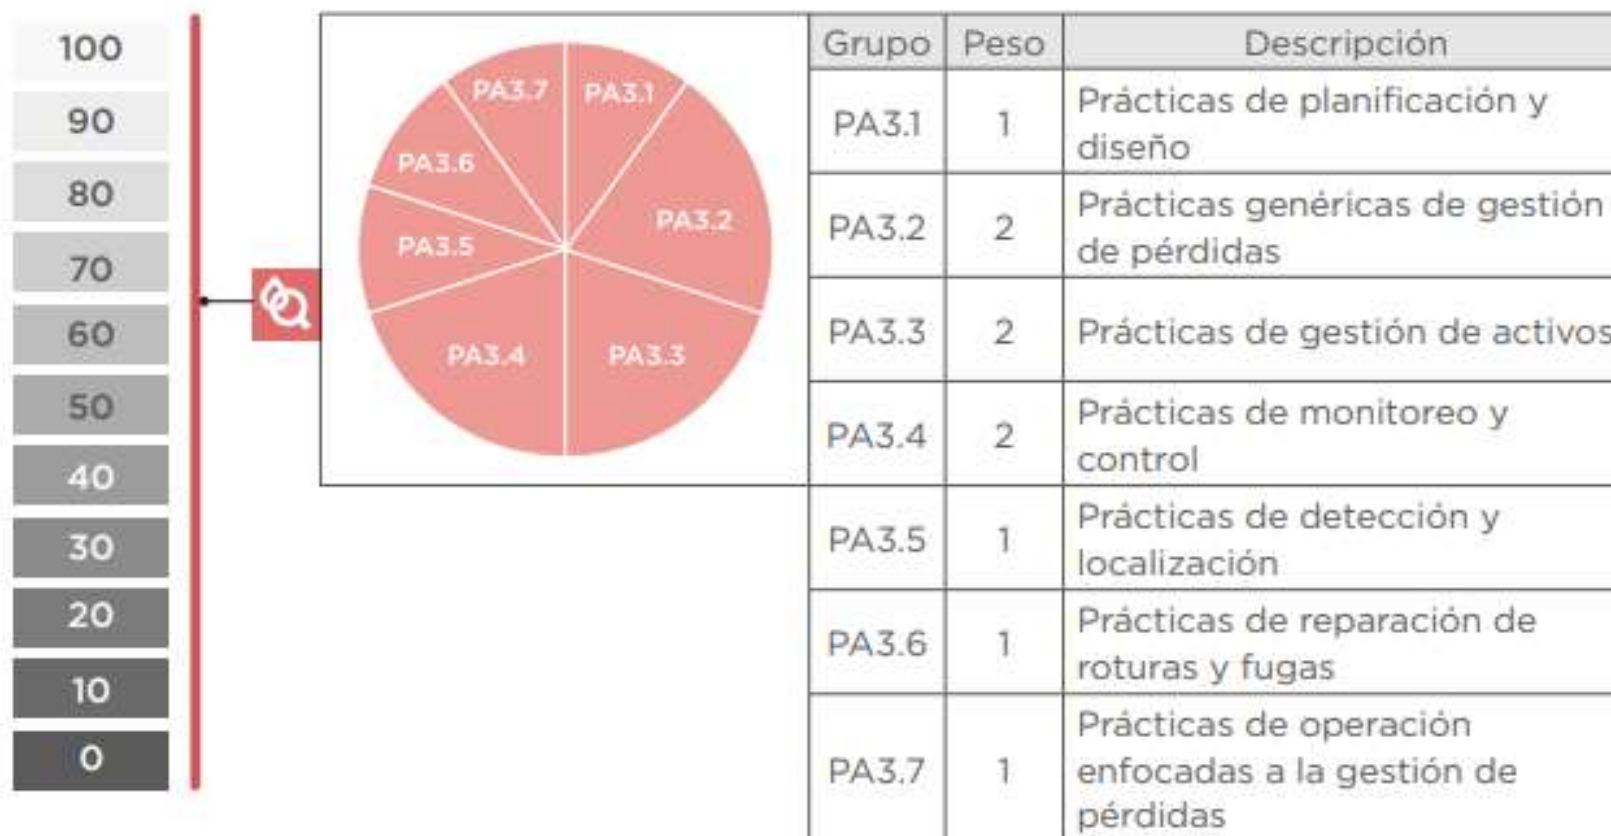 100
90
80
70
60
50
40
30
20
10
0
PA3.7
PA3.1
PA3.6
PA3.2
PA3.5
PA3.4
PA3.3
Grupo Peso Descripción
PA3.1 1 Prácticas de planificación y
diseño
PA3.2 2 Prácticas genéricas de gestión
de pérdidas
PA3.3 2 Prácticas de gestión de activos
PA3.4 2 Prácticas de monitoreo y
control
PA3.5 1 Prácticas de detección y
localización
PA3.6 1 Prácticas de reparación de
roturas y fugas
PA3.7 1 Prácticas de operación
enfocadas a la gestión de
pérdidas